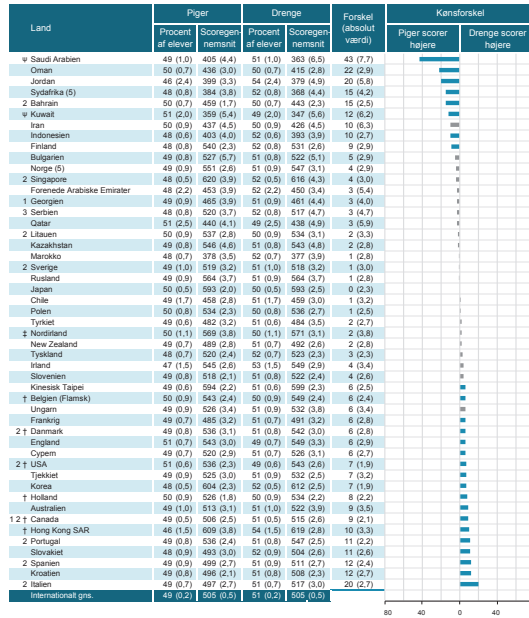 Land Piger Drenge Forskel (absolut værdi) Kønsforskel
Procent af elever Scoregen-nemsnit Procent af elever Scoregen-nemsnit Piger scorer højere Drenge scorer højere
ψ Saudi Arabien 49 (1,0) 405 (4,4) 51 (1,0) 363 (6,5) 43 (7,7)
Oman 50 (0,7) 436 (3,0) 50 (0,7) 415 (2,8) 22 (2,9)
Jordan 46 (2,4) 399 (3,3) 54 (2,4) 379 (4,9) 20 (5,8)
Sydafrika (5) 48 (0,8) 384 (3,8) 52 (0,8) 368 (4,4) 15 (4,2)
2 Bahrain 50 (0,7) 459 (1,7) 50 (0,7) 443 (2,3) 15 (2,5)
ψ Kuwait 51 (2,0) 359 (5,4) 49 (2,0) 347 (5,6) 12 (6,2)
Iran 50 (0,9) 437 (4,5) 50 (0,9) 426 (4,5) 10 (6,3)
Indonesien 48 (0,6) 403 (4,0) 52 (0,6) 393 (3,9) 10 (2,7)
Finland 48 (0,8) 540 (2,3) 52 (0,8) 531 (2,6) 9 (2,9)
Bulgarien 49 (0,8) 527 (5,7) 51 (0,8) 522 (5,1) 5 (2,9)
Norge (5) 49 (0,9) 551 (2,6) 51 (0,9) 547 (3,1) 4 (2,9)
2 Singapore 48 (0,5) 620 (3,9) 52 (0,5) 616 (4,3) 4 (3,0)
Forenede Arabiske Emirater 48 (2,2) 453 (3,9) 52 (2,2) 450 (3,4) 3 (5,4)
1 Georgien 49 (0,9) 465 (3,9) 51 (0,9) 461 (4,4) 3 (4,0)
3 Serbien 48 (0,8) 520 (3,7) 52 (0,8) 517 (4,7) 3 (4,7)
Qatar 51 (2,5) 440 (4,1) 49 (2,5) 438 (4,9) 3 (5,9)
2 Litauen 50 (0,9) 537 (2,8) 50 (0,9) 534 (3,1) 2 (3,3)
Kazakhstan 49 (0,8) 546 (4,6) 51 (0,8) 543 (4,8) 2 (2,8)
Marokko 48 (0,7) 378 (3,5) 52 (0,7) 377 (3,9) 1 (2,8)
2 Sverige 49 (1,0) 519 (3,2) 51 (1,0) 518 (3,2) 1 (3,0)
Rusland 49 (0,9) 564 (3,7) 51 (0,9) 564 (3,7) 1 (2,8)
Japan 50 (0,5) 593 (2,0) 50 (0,5) 593 (2,5) 0 (2,3)
Chile 49 (1,7) 458 (2,8) 51 (1,7) 459 (3,0) 1 (3,2)
Polen 50 (0,8) 534 (2,3) 50 (0,8) 536 (2,7) 1 (2,5)
Tyrkiet 49 (0,6) 482 (3,2) 51 (0,6) 484 (3,5) 2 (2,7)
‡ Nordirland 50 (1,1) 569 (3,8) 50 (1,1) 571 (3,1) 2 (3,8)
New Zealand 49 (0,7) 489 (2,8) 51 (0,7) 492 (2,6) 2 (2,8)
Tyskland 48 (0,7) 520 (2,4) 52 (0,7) 523 (2,3) 3 (2,3)
Irland 47 (1,5) 545 (2,6) 53 (1,5) 549 (2,9) 4 (3,4)
Slovenien 49 (0,8) 518 (2,1) 51 (0,8) 522 (2,4) 4 (2,6)
Kinesisk Taipei 49 (0,6) 594 (2,2) 51 (0,6) 599 (2,3) 6 (2,5)
† Belgien (Flamsk) 50 (0,9) 543 (2,4) 50 (0,9) 549 (2,4) 6 (2,4)
Ungarn 49 (0,9) 526 (3,4) 51 (0,9) 532 (3,8) 6 (3,4)
Frankrig 49 (0,7) 485 (3,2) 51 (0,7) 491 (3,2) 6 (2,8)
2 † Danmark 49 (0,8) 536 (3,1) 51 (0,8) 542 (3,0) 6 (2,8)
England 51 (0,7) 543 (3,0) 49 (0,7) 549 (3,3) 6 (2,9)
Cypern 49 (0,7) 520 (2,9) 51 (0,7) 526 (3,1) 6 (2,7)
2 † USA 51 (0,6) 536 (2,3) 49 (0,6) 543 (2,6) 7 (1,9)
Tjekkiet 49 (0,9) 525 (3,0) 51 (0,9) 532 (2,5) 7 (3,2)
Korea 48 (0,5) 604 (2,3) 52 (0,5) 612 (2,5) 7 (1,9)
† Holland 50 (0,9) 526 (1,8) 50 (0,9) 534 (2,2) 8 (2,2)
Australien 49 (1,0) 513 (3,1) 51 (1,0) 522 (3,9) 9 (3,5)
1 2 † Canada 49 (0,5) 506 (2,5) 51 (0,5) 515 (2,6) 9 (2,1)
† Hong Kong SAR 46 (1,5) 609 (3,8) 54 (1,5) 619 (2,8) 10 (3,3)
2 Portugal 49 (0,8) 536 (2,4) 51 (0,8) 547 (2,5) 11 (2,2)
Slovakiet 48 (0,9) 493 (3,0) 52 (0,9) 504 (2,6) 11 (2,6)
2 Spanien 49 (0,9) 499 (2,7) 51 (0,9) 511 (2,7) 12 (2,4)
Kroatien 49 (0,8) 496 (2,1) 51 (0,8) 508 (2,3) 12 (2,7)
2 Italien 49 (0,7) 497 (2,7) 51 (0,7) 517 (3,0) 20 (2,7)
Internationalt gns. 49 (0,2) 505 (0,5) 51 (0,2) 505 (0,5)
80 40 0 40